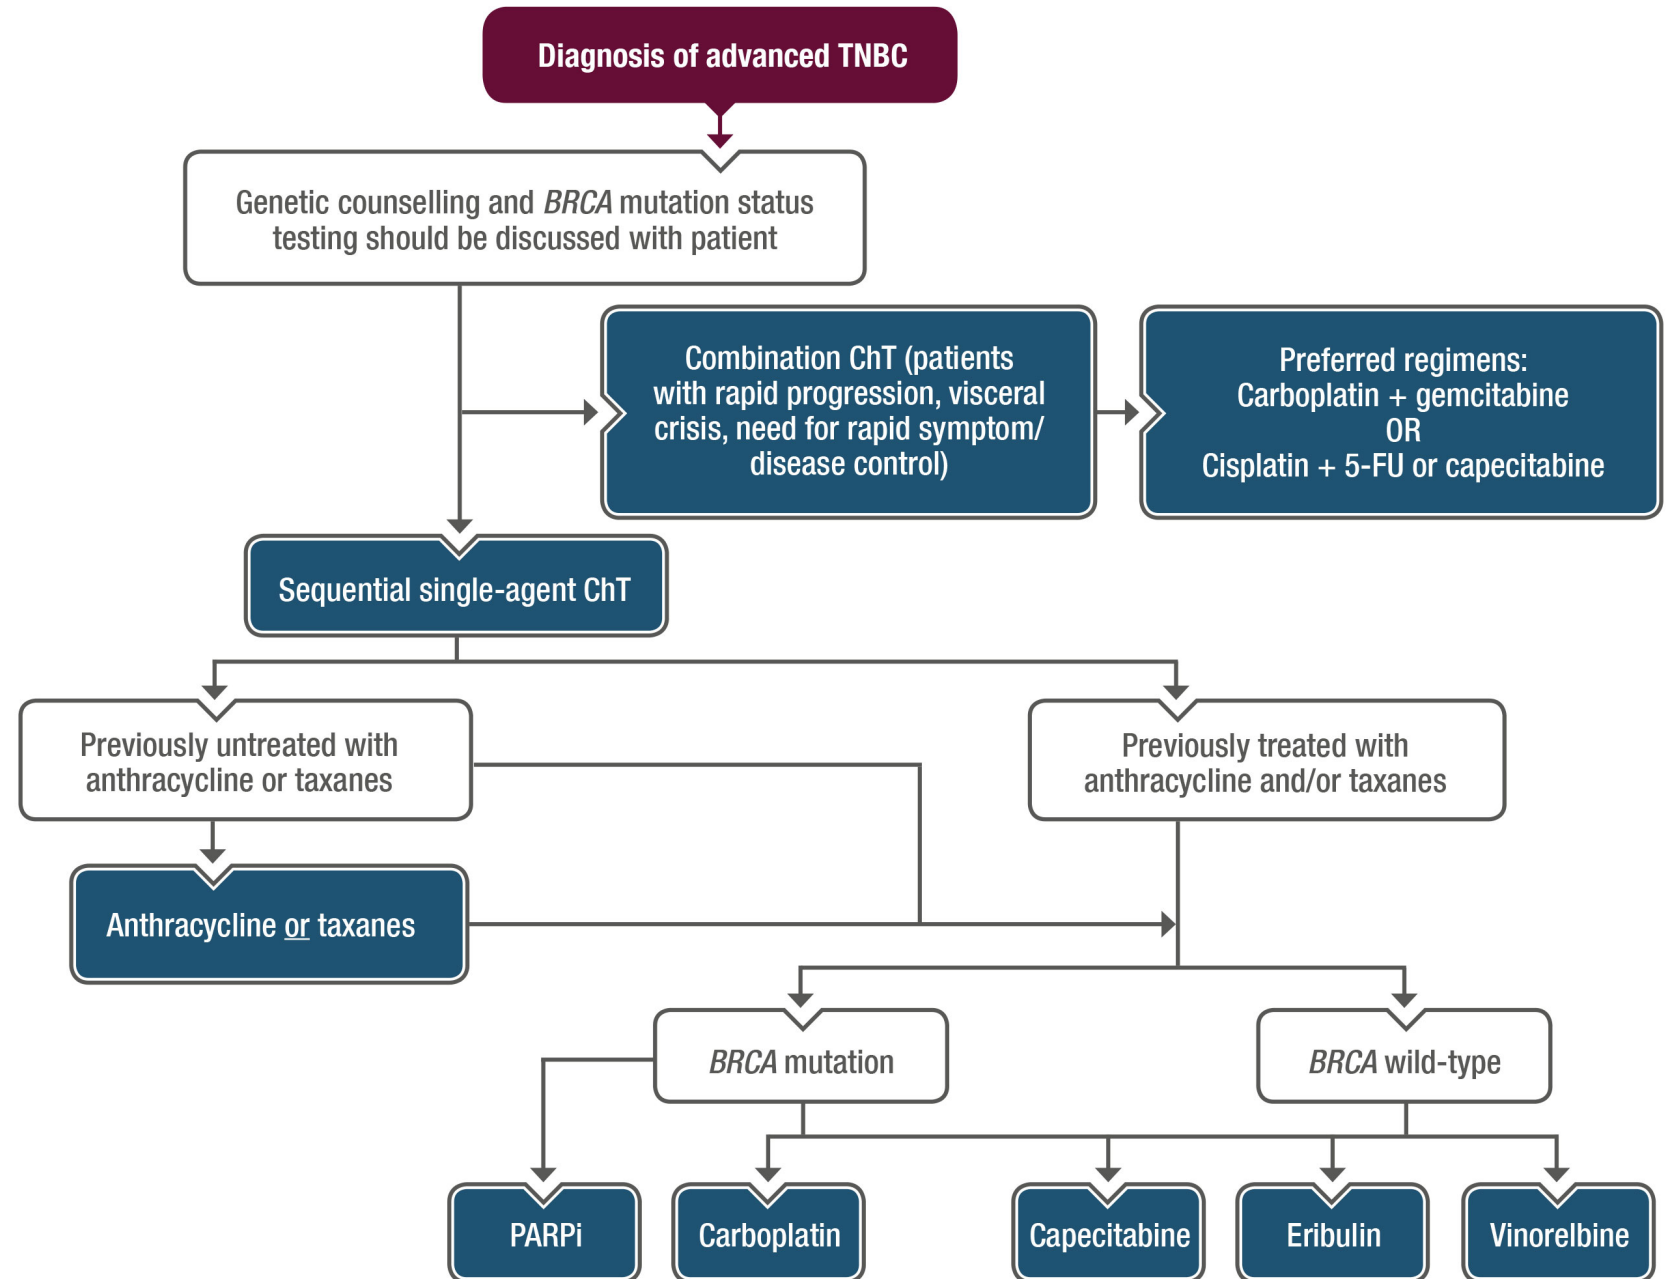 Diagnosis of advanced TNBC
Genetic counselling and BRCA mutation status
testing should be discussed with patient
Combination ChT (patients
with rapid progression, visceral
crisis, need for rapid symptom/
disease control)
Preferred regimens:
Carboplatin + gemcitabine
OR
Cisplatin + 5-FU or capecitabine
Sequential single-agent ChT
Previously untreated with
anthracycline or taxanes
Previously treated with
anthracycline and/or taxanes
Anthracycline or taxanes
BRCA mutation
BRCA wild-type
PARPi
Carboplatin
Capecitabine
Eribulin
Vinorelbine